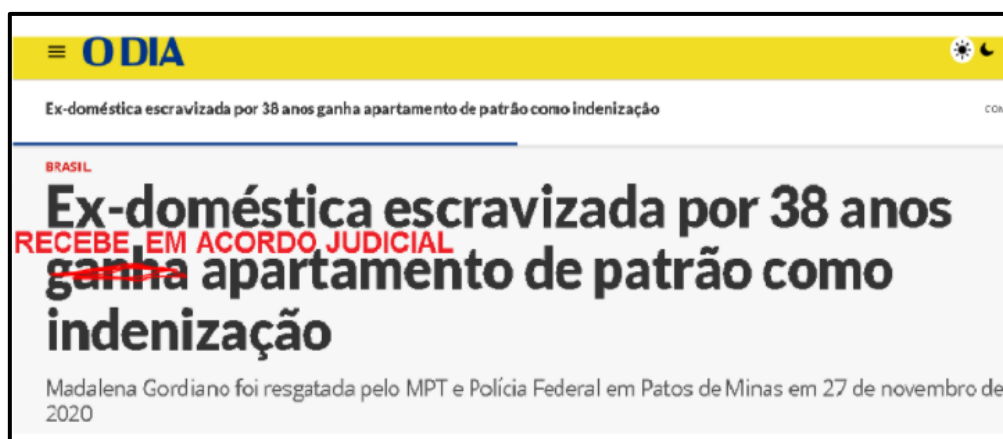 O DIA
Ex-doméstica escravizada por 38 anos ganha apartamento de patrão como indenização
BRASIL
Ex-doméstica escravizada por 38 anos
RECEBE EM ACORDO JUDICIAL
ganha apartamento de patrão como
indenização
Madalena Gordiano foi resgatada pelo MPT e Polícia Federal em Patos de Minas em 27 de novembro de
2020